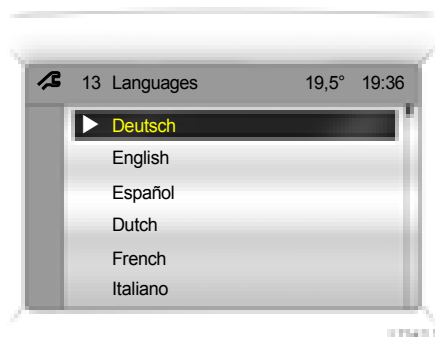 13 Languages 19,5° 19:36
Deutsch
English
Español
Dutch
French
Italiano